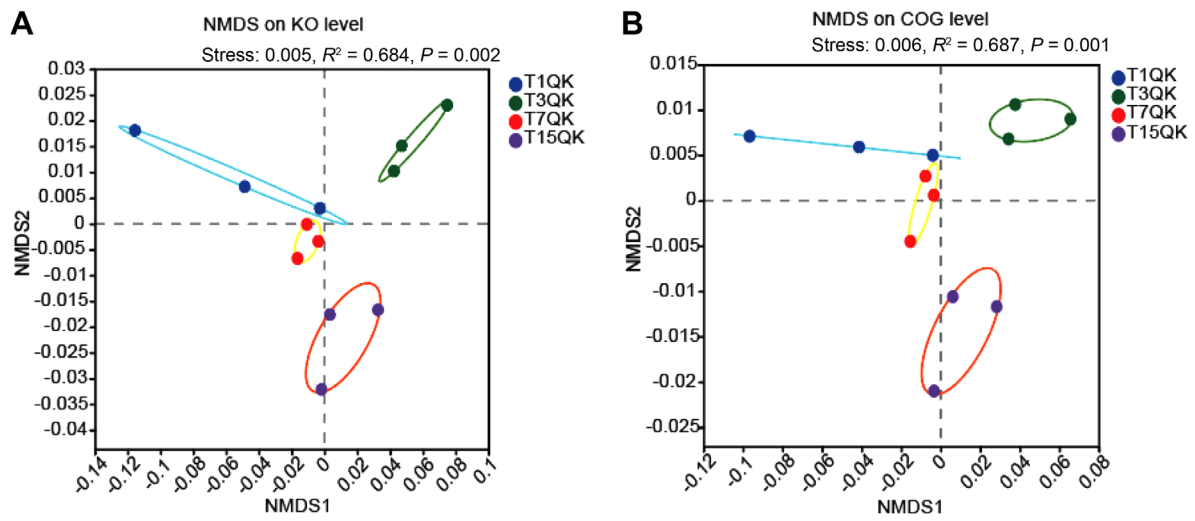 A
NMDS on KO level
Stress: 0.005, R² = 0.684, P = 0.002
0.03
0.025
0.02
0.015
0.01
0.005
0
-0.005
-0.01
-0.015
-0.02
-0.025
-0.03
-0.035
-0.04
NMDS2
-0.14
-0.12
-0.1
-0.08
-0.06
-0.04
-0.02
0
0.02
0.04
0.06
0.08
0.1
NMDS1
T1QK
T3QK
T7QK
T15QK
B
NMDS on COG level
Stress: 0.006, R² = 0.687, P = 0.001
0.015
0.01
0.005
0
-0.005
-0.01
-0.015
-0.02
-0.025
NMDS2
-0.12
-0.1
-0.08
-0.06
-0.04
-0.02
0
0.02
0.04
0.06
0.08
NMDS1
T1QK
T3QK
T7QK
T15QK